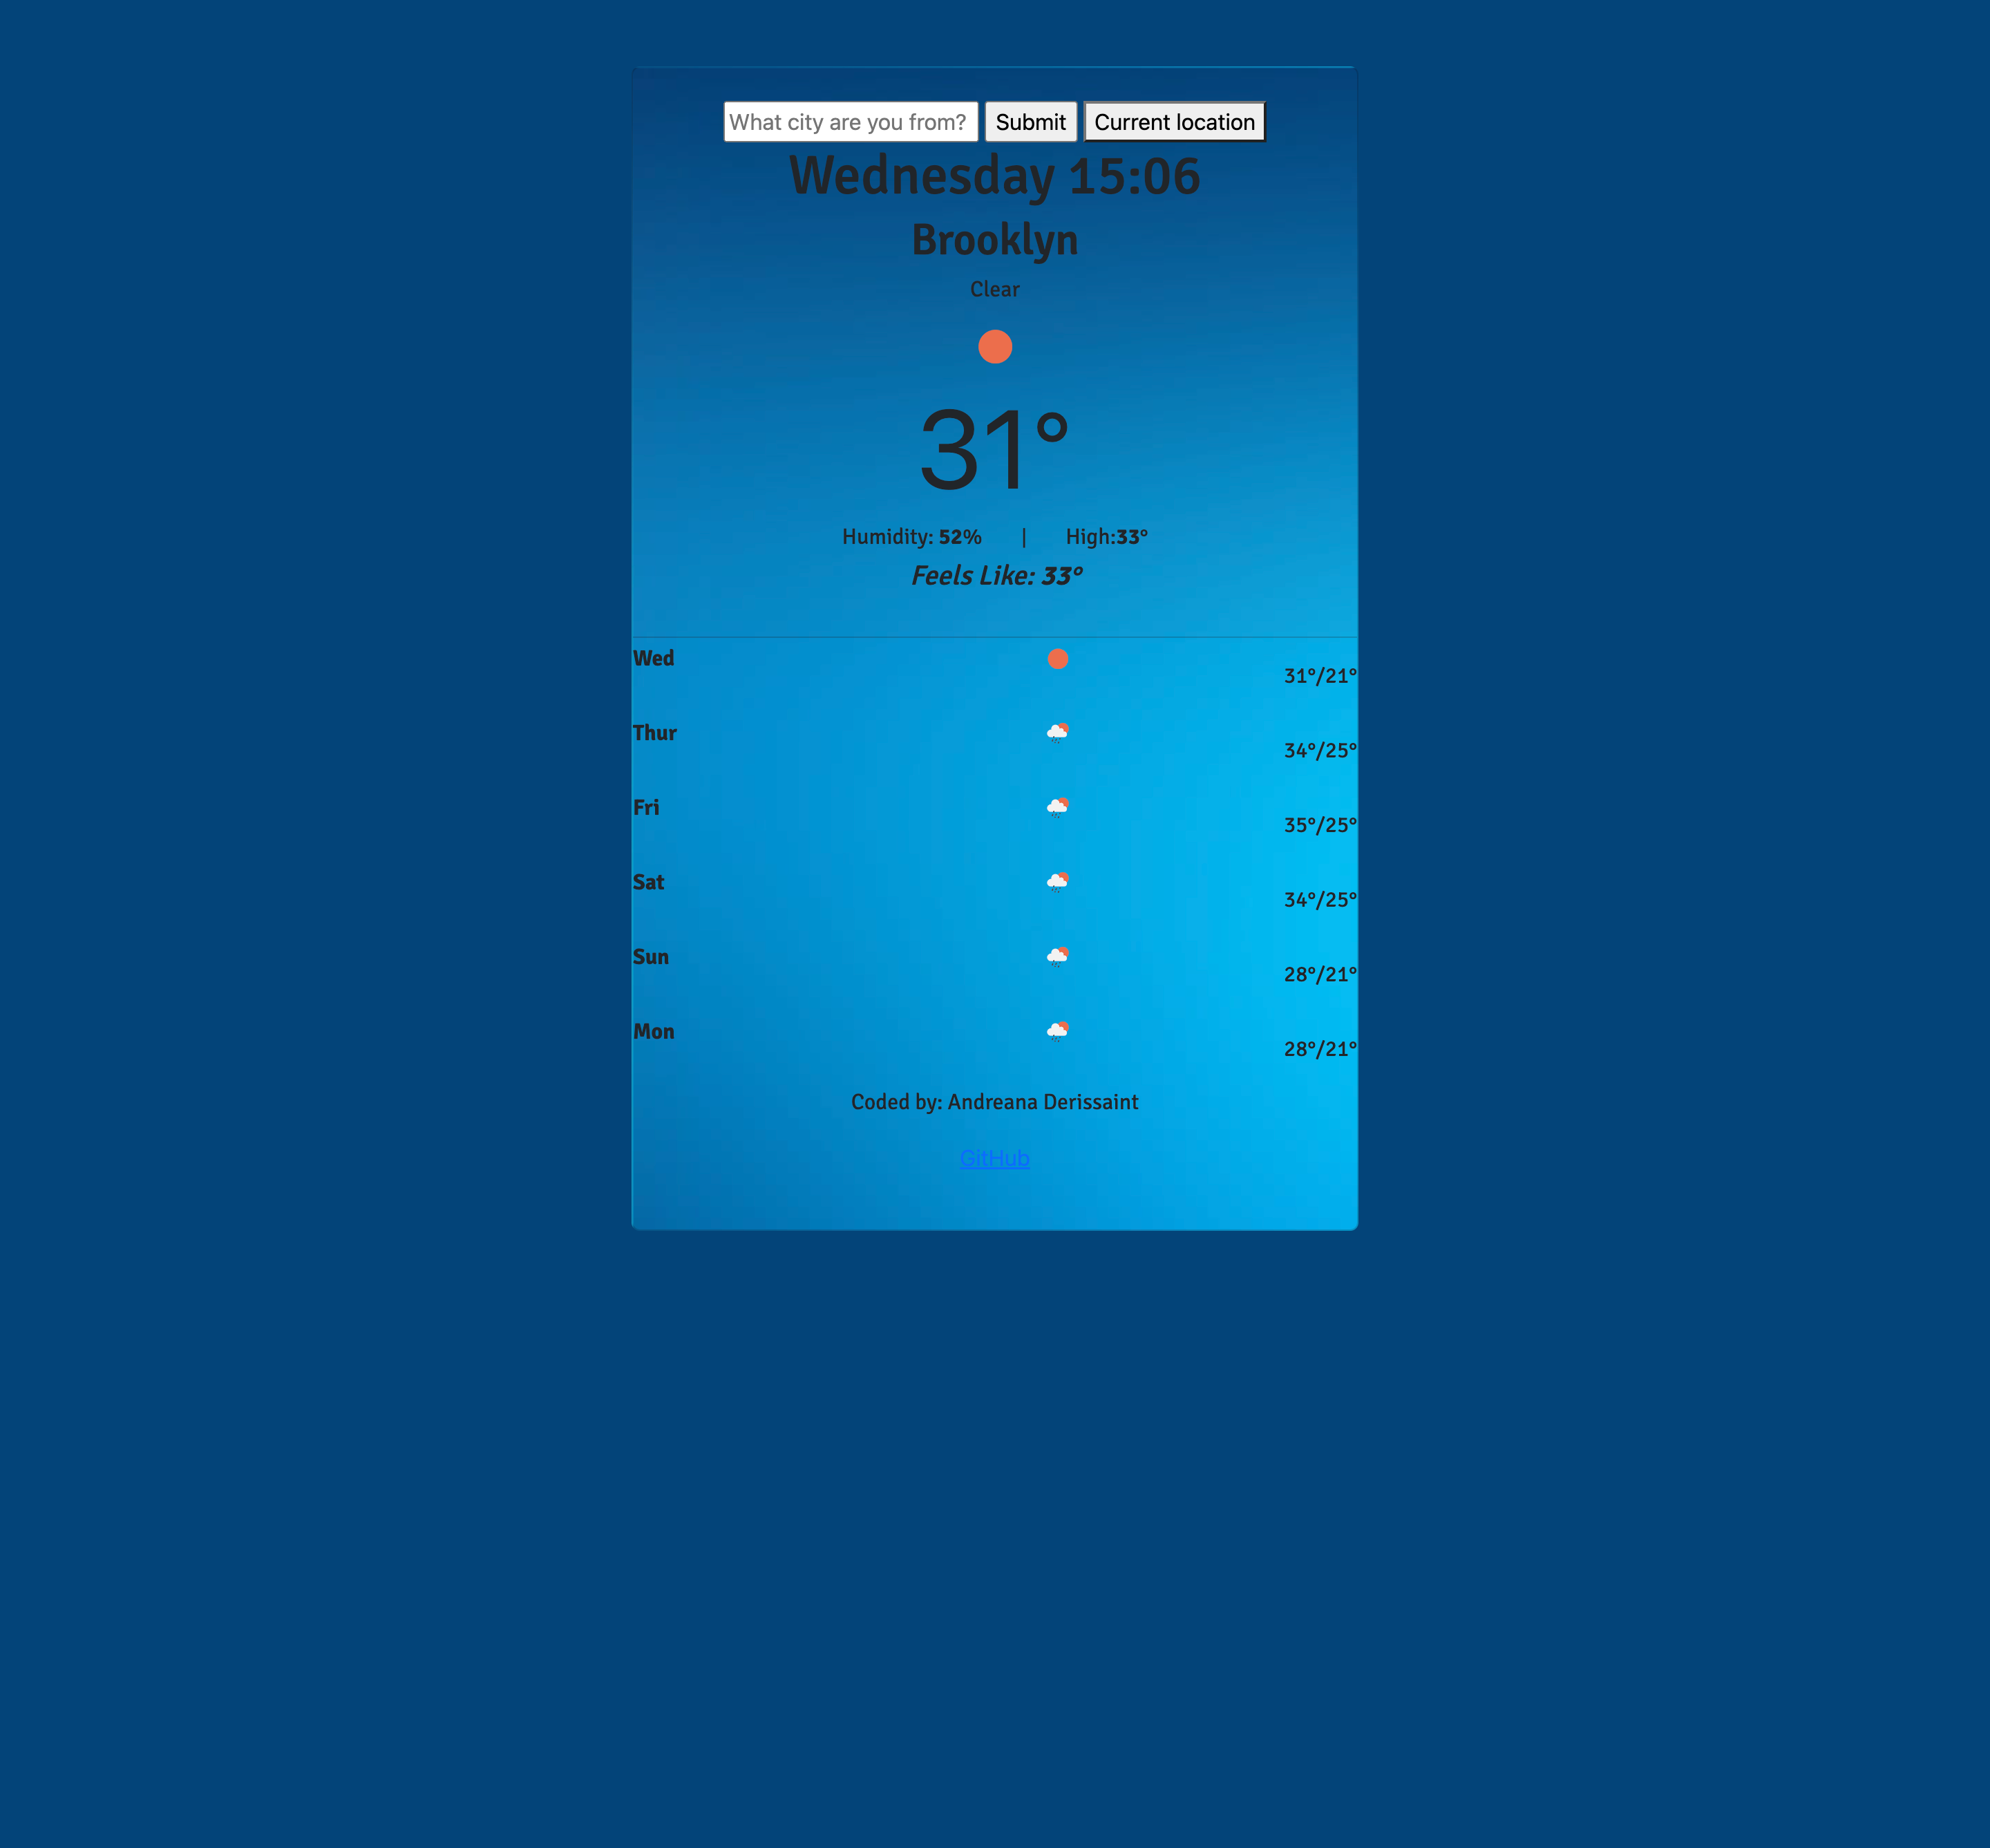 What city are you from? Submit Current location
Wednesday 15:06
Brooklyn
Clear
31°
Humidity: 52% | High:33°
Feels Like: 33°
Wed 31°/21°
Thur 34°/25°
Fri 35°/25°
Sat 34°/25°
Sun 28°/21°
Mon 28°/21°
Coded by: Andreana Derissaint
GitHub